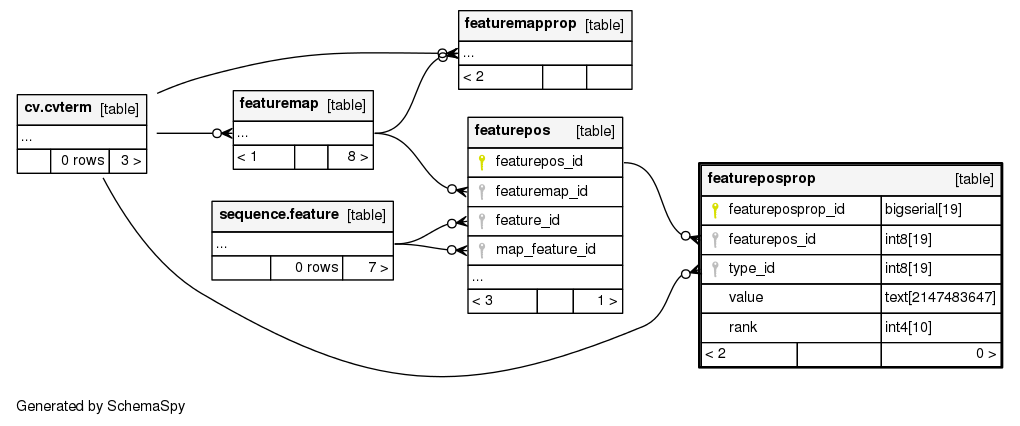 featuremapprop [table]
...
< 2
cv.cvterm [table]
...
0 rows 3 >
featuremap [table]
...
< 1 8 >
featurepos [table]
featurepos_id
featuremap_id
feature_id
map_feature_id
...
< 3 1 >
sequence.feature [table]
...
0 rows 7 >
featureposprop [table]
featureposprop_id bigserial[19]
featurepos_id int8[19]
type_id int8[19]
value text[2147483647]
rank int4[10]
< 2 0 >
Generated by SchemaSpy